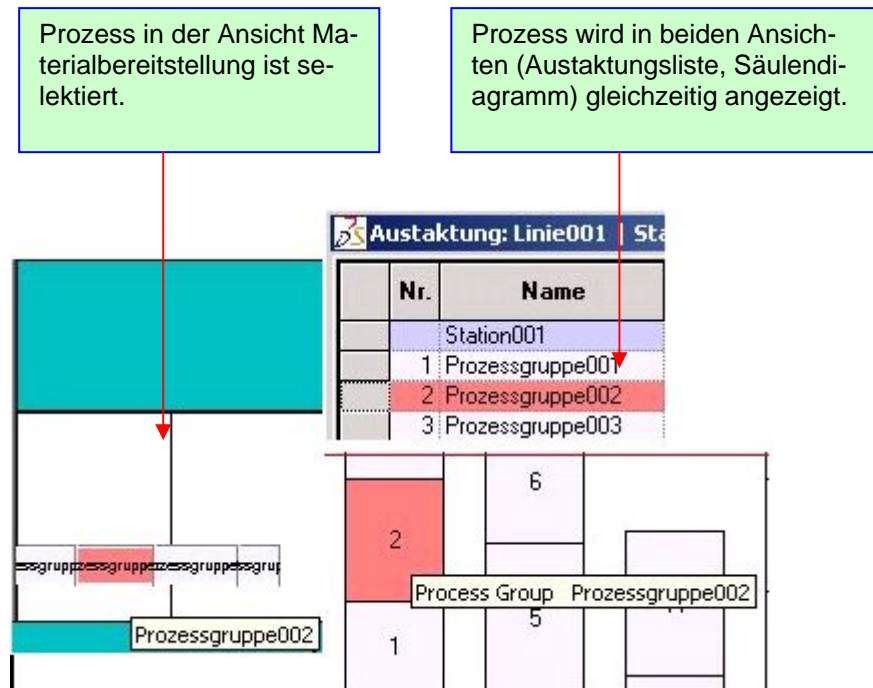 Prozess in der Ansicht Ma-
terialbereitstellung ist se-
lektiert.
Prozess wird in beiden Ansich-
ten (Austaktungsliste, Säulendi-
agramm) gleichzeitig angezeigt.
Austaktung: Linie001 | Sta
Nr. Name
Station001
1 Prozessgruppe001
2 Prozessgruppe002
3 Prozessgruppe003
6
2
Process Group Prozessgruppe002
5
1
Prozessgruppe002